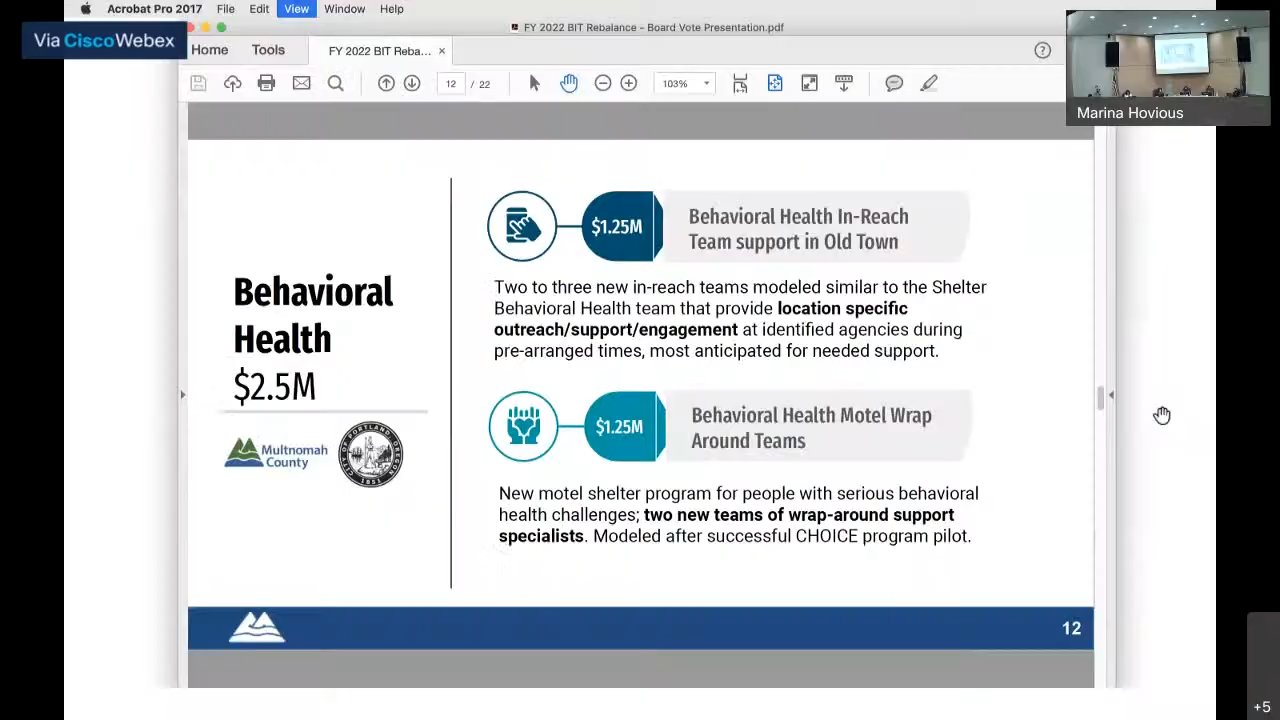 Acrobat Pro 2017 File Edit View Window Help
FY 2022 BIT Rebalance - Board Vote Presentation.pdf
Via CiscoWebex
Home Tools FY 2022 BIT Reba... ×
12 / 22 103%
Marina Hovious
Behavioral
Health
$2.5M
Multnomah
County
CITY OF PORTLAND, OREGON
1851
$1.25M
Behavioral Health In-Reach
Team support in Old Town
Two to three new in-reach teams modeled similar to the Shelter
Behavioral Health team that provide location specific
outreach/support/engagement at identified agencies during
pre-arranged times, most anticipated for needed support.
$1.25M
Behavioral Health Motel Wrap
Around Teams
New motel shelter program for people with serious behavioral
health challenges; two new teams of wrap-around support
specialists. Modeled after successful CHOICE program pilot.
12
+5